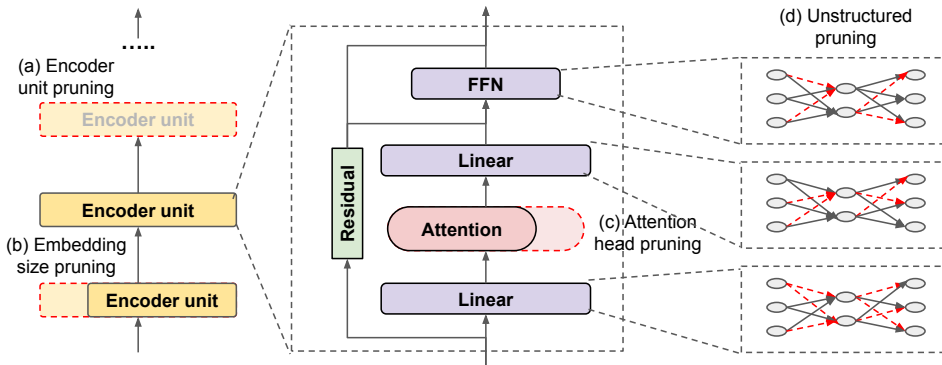 .....
(a) Encoder
unit pruning
Encoder unit
Encoder unit
(b) Embedding
size pruning
Encoder unit
FFN
Linear
Residual
Attention
(c) Attention
head pruning
Linear
(d) Unstructured
pruning